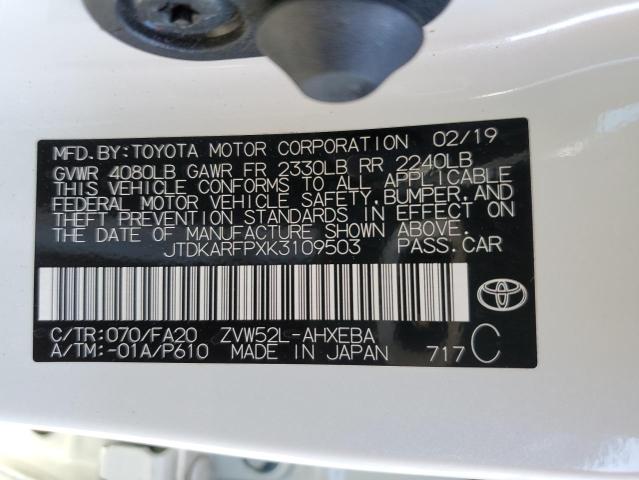 MFD. BY: TOYOTA MOTOR CORPORATION 02/19
GVWR 4080LB GAWR FR 2330LB RR 2240LB
THIS VEHICLE CONFORMS TO ALL APPLICABLE
FEDERAL MOTOR VEHICLE SAFETY, BUMPER, AND
THEFT PREVENTION STANDARDS IN EFFECT ON
THE DATE OF MANUFACTURE SHOWN ABOVE.
JTDKARFPXK3109503 PASS. CAR
C/TR: 070/FA20 ZVW52L-AHXEBA
A/TM: -01A/P610 MADE IN JAPAN 717 C